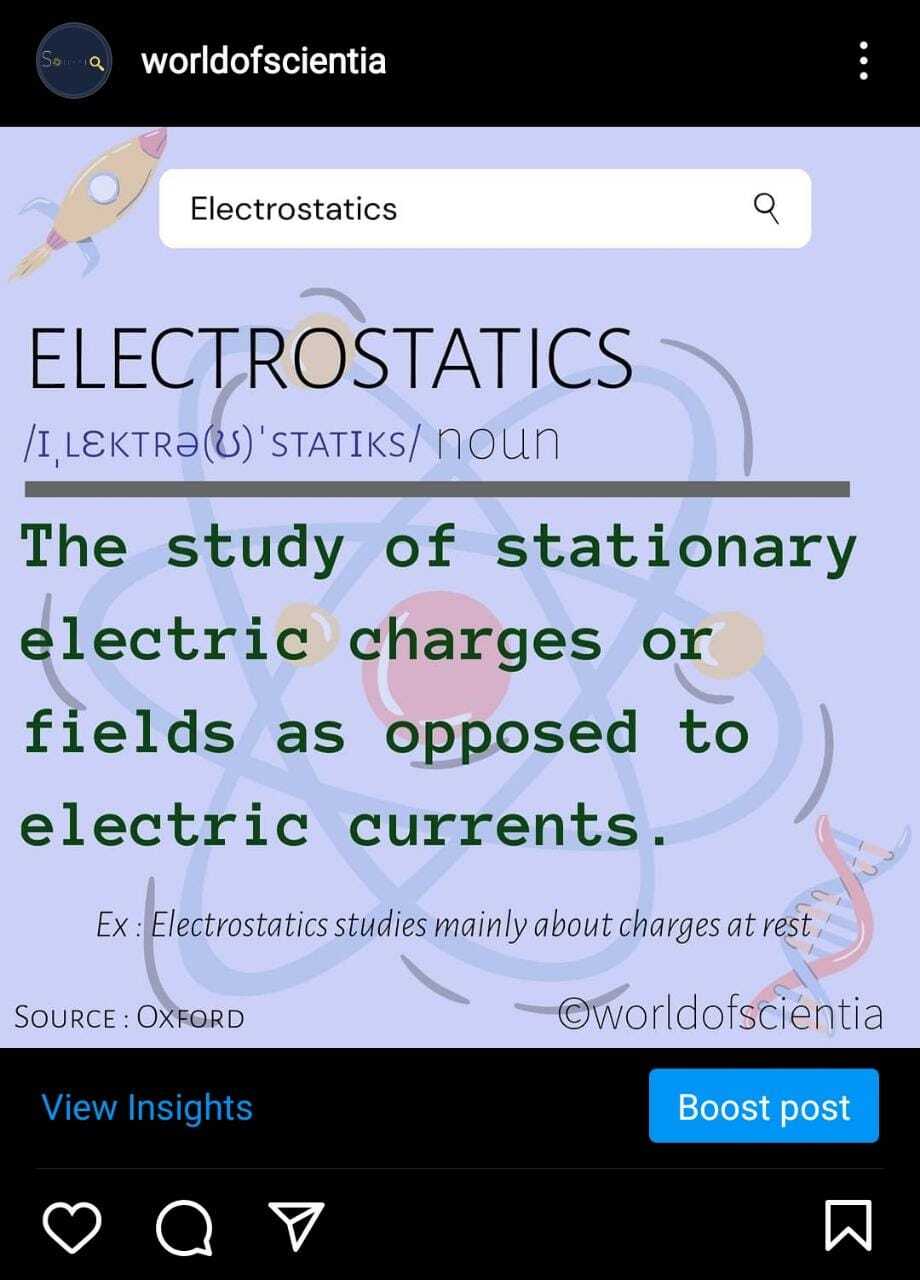 worldofscientia
Electrostatics
ELECTROSTATICS
/ɪˌlɛktrə(ʊ)ˈstatɪks/ noun
The study of stationary
electric charges or
fields as opposed to
electric currents.
Ex : Electrostatics studies mainly about charges at rest
Source : Oxford
©worldofscientia
View Insights
Boost post